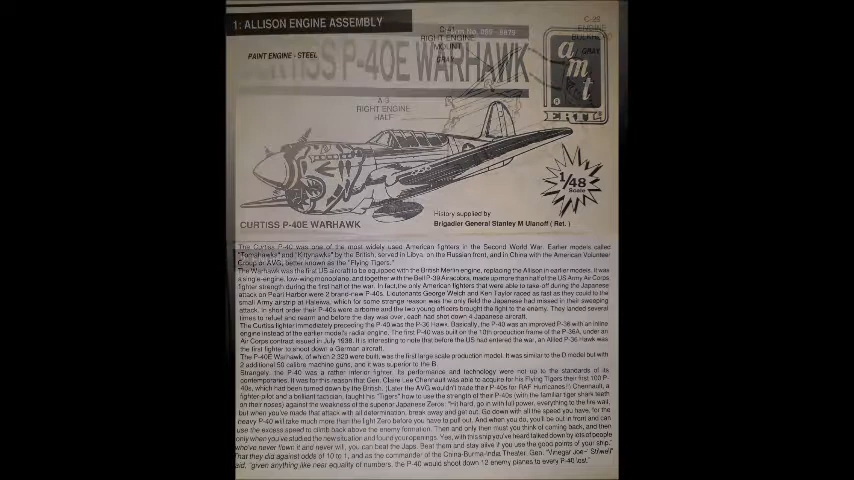 1: ALLISON ENGINE ASSEMBLY
PAINT ENGINE - STEEL
RIGHT ENGINE
MOUNT
GRAY
C-20
ENGINE
BULKHEAD
GRAY
CURTISS P-40E WARHAWK
amt
ERTL
A-3
RIGHT ENGINE
HALF
1/48
Scale
CURTISS P-40E WARHAWK
History supplied by
Brigadier General Stanley M Ulanoff ( Ret. )
The Curtiss P-40 was one of the most widely used American fighters in the Second World War. Earlier models called
"Tomahawks" and "Kittyhawks" by the British, served in Libya, on the Russian front, and in China with the American Volunteer
Group or AVG, better known as the "Flying Tigers."
The Warhawk was the first US aircraft to be equipped with the British Merlin engine, replacing the Allison in earlier models. It was
a single-engine, low-wing monoplane, and together with the Bell P-39 Airacobra, made up more than half of the US Army Air Corps
fighter strength during the first half of the war. In fact, the only American fighters that were able to take-off during the Japanese
attack on Pearl Harbor were 2 brand-new P-40s. Lieutenants George Welch and Ken Taylor raced as fast as they could to the
small Army airstrip at Haleiwa, which for some strange reason was the only field the Japanese had missed in their sweeping
attack. In short order their P-40s were airborne and the two young officers brought the fight to the enemy. They landed several
times to refuel and rearm and before the day was over, each had shot down 4 Japanese aircraft.
The Curtiss fighter immediately preceding the P-40 was the P-36 Hawk. Basically, the P-40 was an improved P-36 with an inline
engine instead of the earlier model's radial engine. The first P-40 was built on the 10th production frame of the P-36A, under an
Air Corps contract issued in July 1938. It is interesting to note that before the US had entered the war, an Allied P-36 Hawk was
the first fighter to shoot down a German aircraft.
The P-40E Warhawk, of which 2,320 were built, was the first large scale production model. It was similar to the D model but with
2 additional 50 calibre machine guns, and it was superior to the B.
Strangely, the P-40 was a rather inferior fighter. Its performance and technology were not up to the standards of its
contemporaries. It was for this reason that Gen. Claire Lee Chennault was able to acquire for his Flying Tigers their first 100 P-
40s, which had been turned down by the British. (Later the AVG wouldn't trade their P-40s for RAF Hurricanes!!) Chennault, a
fighter-pilot and a brilliant tactician, taught his "Tigers" how to use the strength of their P-40s (with the familiar tiger shark teeth
on their noses) against the weakness of the superior Japanese Zeros: "Hit hard, go in with full power, everything to the fire wall,
but when you've made that attack with all determination, break away and get out. Go down with all the speed you have, for the
heavy P-40 will take much more than the light Zero before you have to pull out. And when you do, you'll be out in front and can
use the excess speed to climb back above the enemy formation. Then and only then must you think of coming back, and then
only when you've studied the new situation and found your openings. Yes, with this ship you've heard talked down by lots of people
who've never flown it and never will, you can beat the Japs. Beat them and stay alive if you use the good points of your ship."
That they did against odds of 10 to 1, and as the commander of the China-Burma-India Theater, Gen. "Vinegar Joe" Stilwell
aid, "given anything like near equality of numbers, the P-40 would shoot down 12 enemy planes to every P-40 lost."